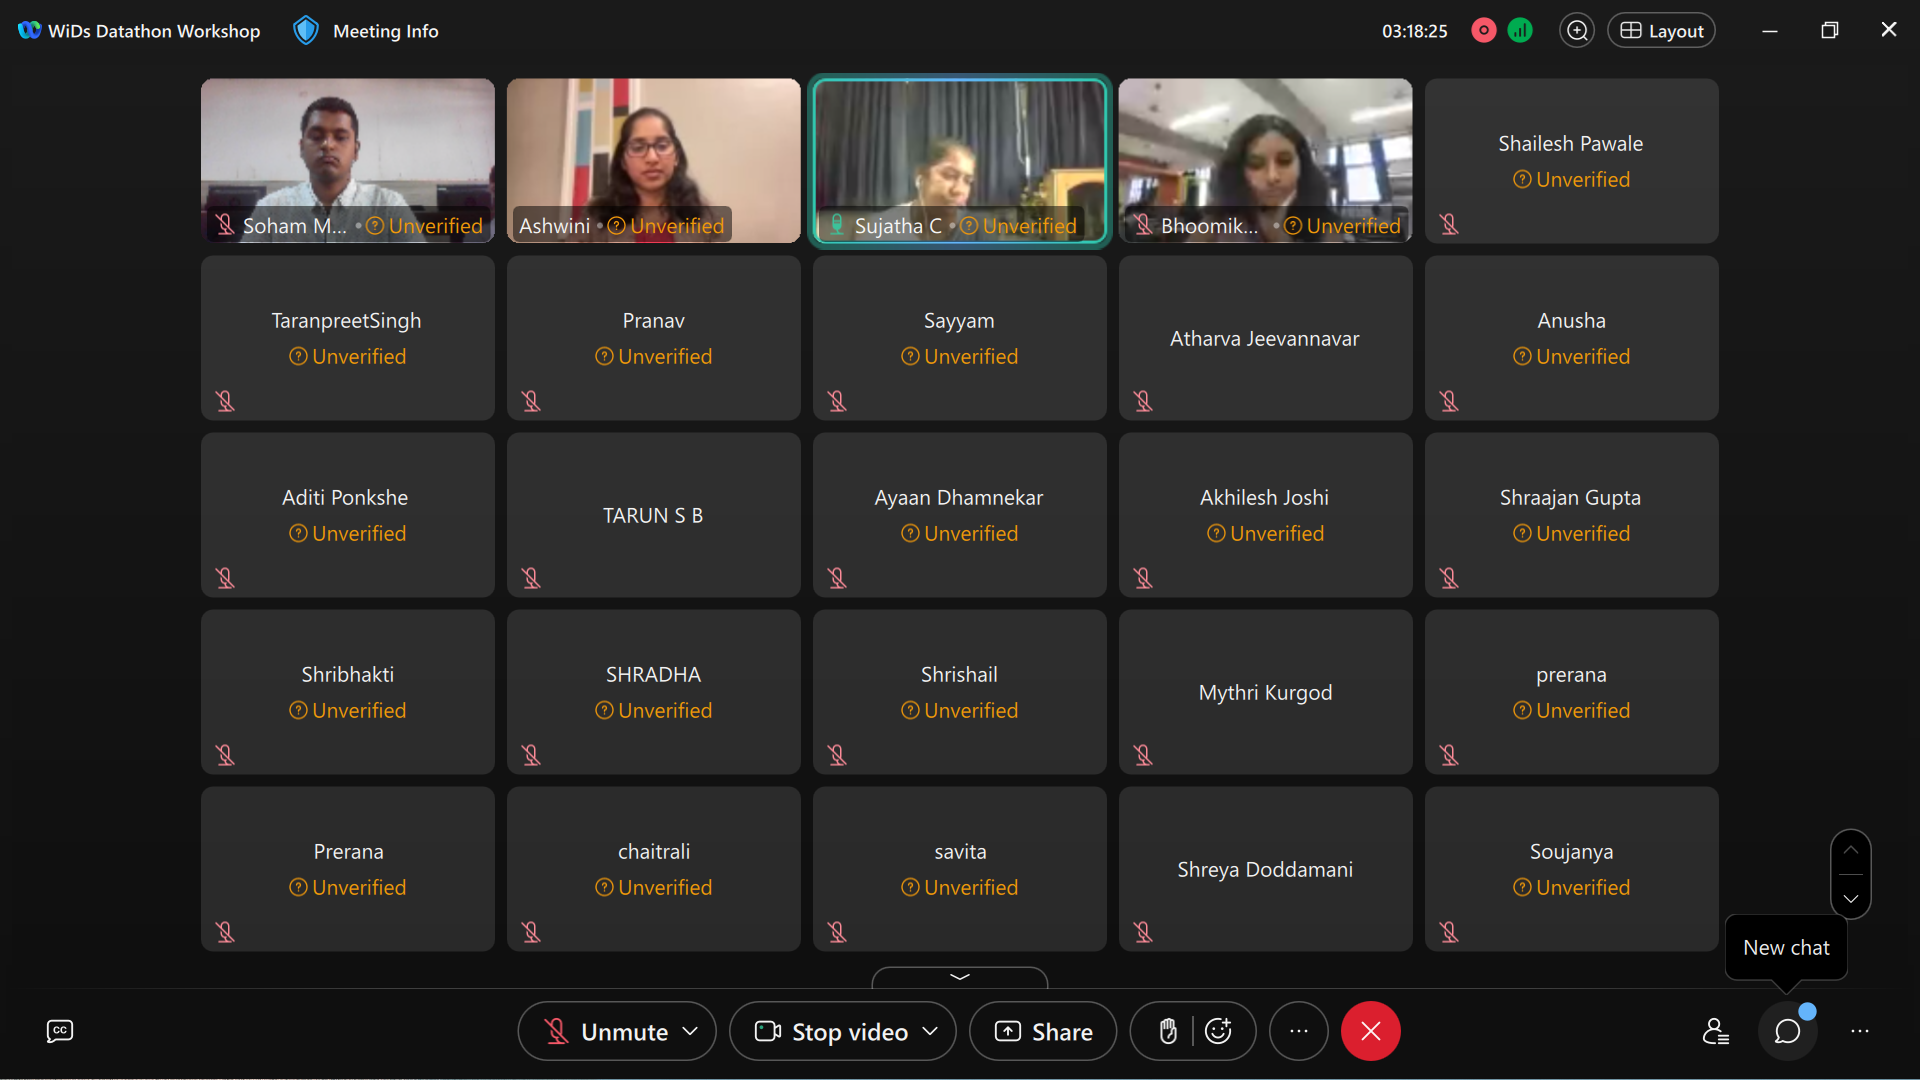 WiDs Datathon Workshop
Meeting Info
03:18:25
Layout
Soham M... • Unverified
Ashwini • Unverified
Sujatha C • Unverified
Bhoomik... • Unverified
Shailesh Pawale
Unverified
TaranpreetSingh
Unverified
Pranav
Unverified
Sayyam
Unverified
Atharva Jeevannavar
Anusha
Unverified
Aditi Ponkshe
Unverified
TARUN S B
Ayaan Dhamnekar
Unverified
Akhilesh Joshi
Unverified
Shraajan Gupta
Unverified
Shribhakti
Unverified
SHRADHA
Unverified
Shrishail
Unverified
Mythri Kurgod
prerana
Unverified
Prerana
Unverified
chaitrali
Unverified
savita
Unverified
Shreya Doddamani
Soujanya
Unverified
New chat
CC
Unmute
Stop video
Share